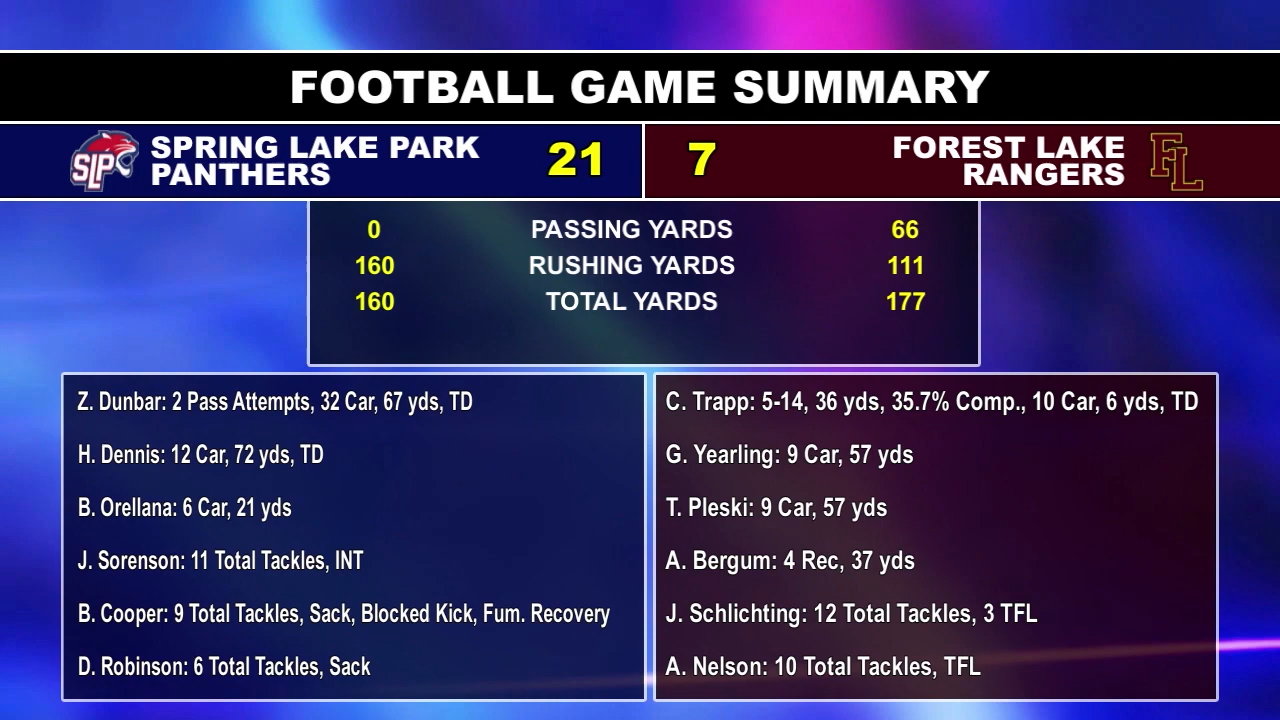 FOOTBALL GAME SUMMARY
SLP
SPRING LAKE PARK
PANTHERS
21
7
FOREST LAKE
RANGERS
FL
0 PASSING YARDS 66
160 RUSHING YARDS 111
160 TOTAL YARDS 177
Z. Dunbar: 2 Pass Attempts, 32 Car, 67 yds, TD
H. Dennis: 12 Car, 72 yds, TD
B. Orellana: 6 Car, 21 yds
J. Sorenson: 11 Total Tackles, INT
B. Cooper: 9 Total Tackles, Sack, Blocked Kick, Fum. Recovery
D. Robinson: 6 Total Tackles, Sack
C. Trapp: 5-14, 36 yds, 35.7% Comp., 10 Car, 6 yds, TD
G. Yearling: 9 Car, 57 yds
T. Pleski: 9 Car, 57 yds
A. Bergum: 4 Rec, 37 yds
J. Schlichting: 12 Total Tackles, 3 TFL
A. Nelson: 10 Total Tackles, TFL